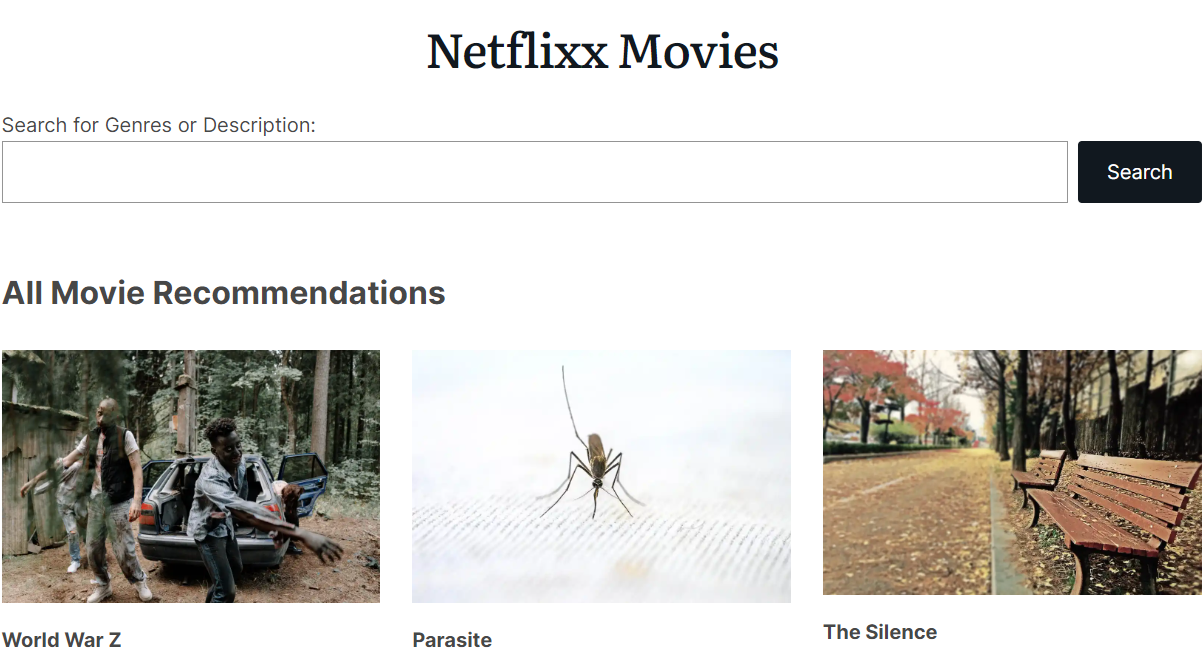 Netflixx Movies
Search for Genres or Description:
Search
All Movie Recommendations
World War Z
Parasite
The Silence